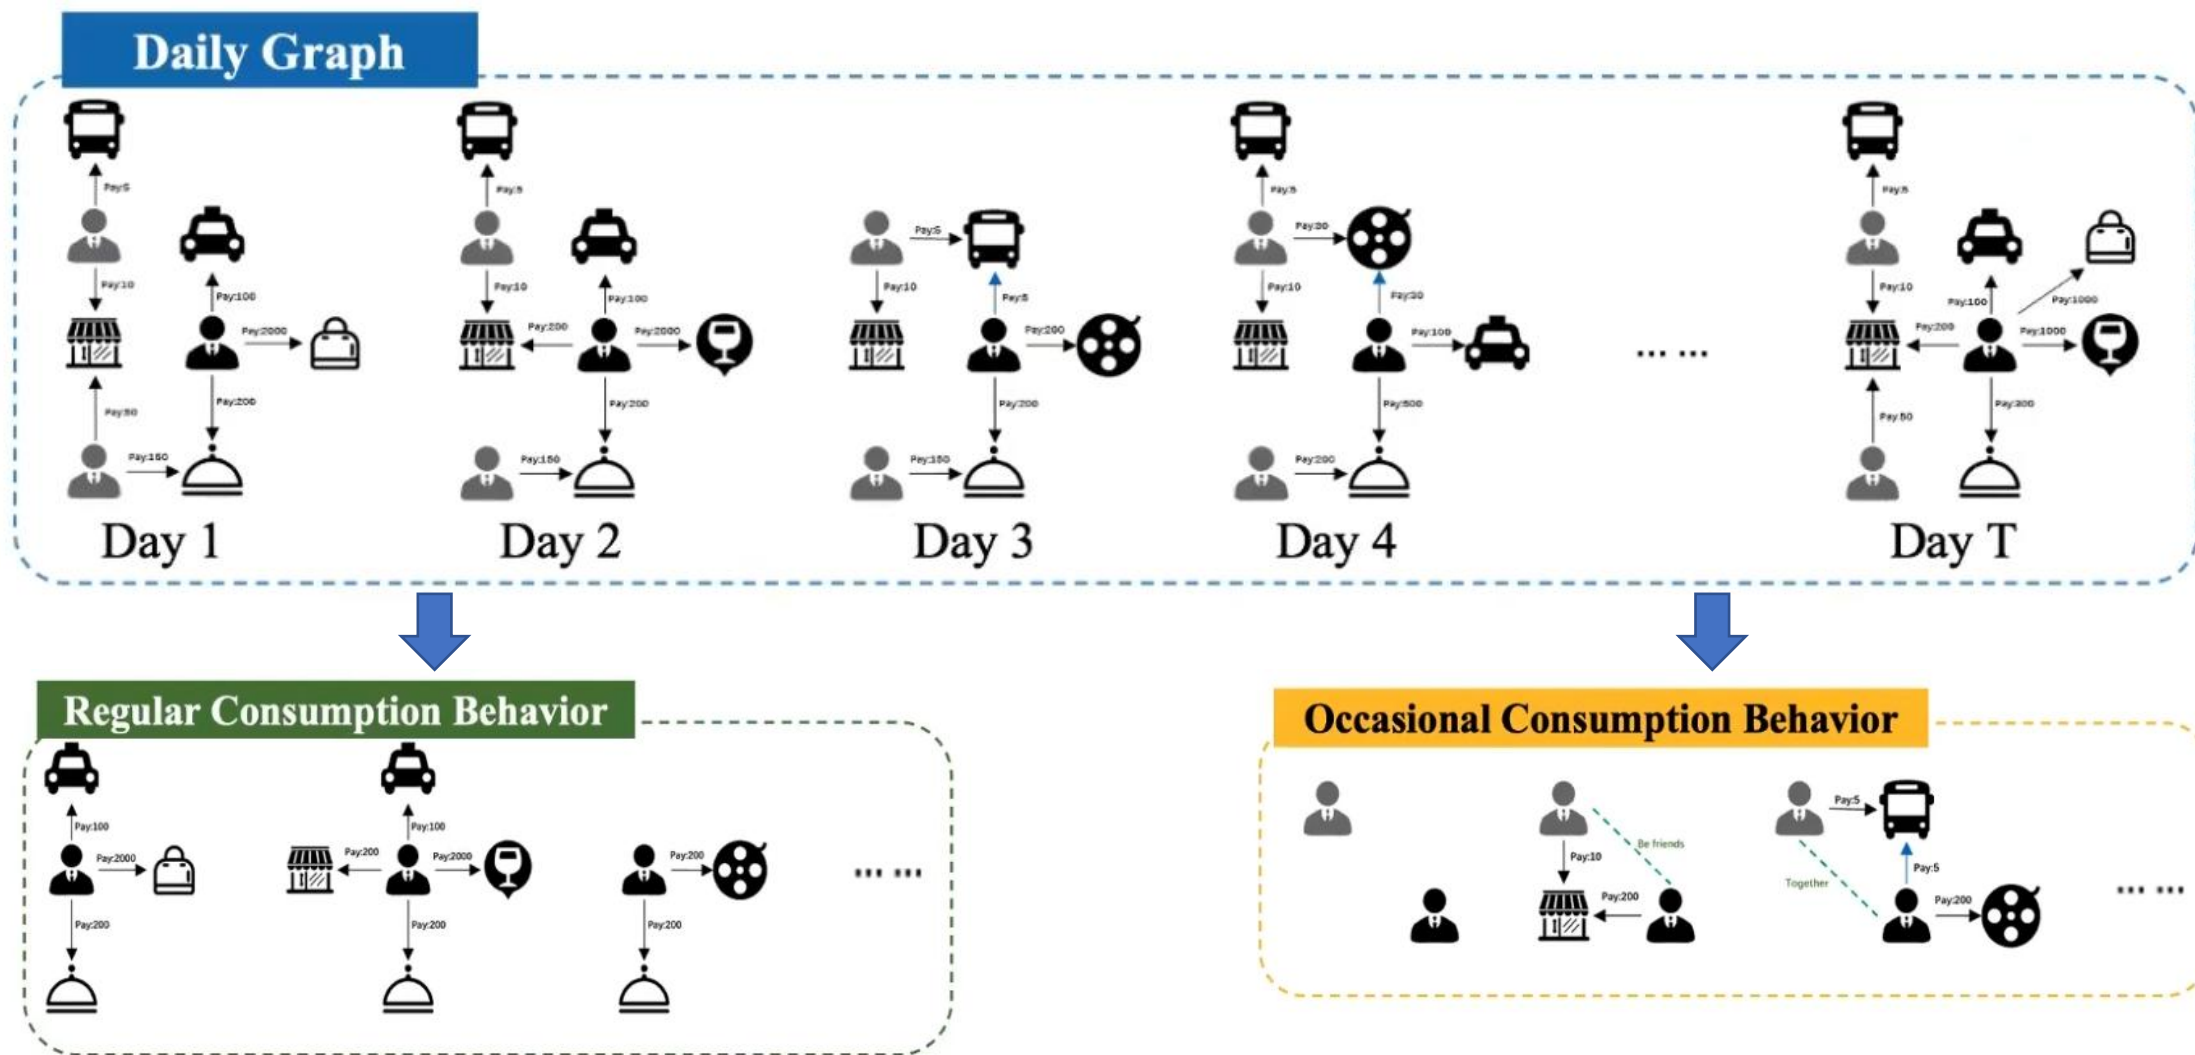 Daily Graph
Pay:5
Pay:10
Pay:100
Pay:2000
Pay:50
Pay:200
Pay:150
Day 1
Pay:5
Pay:10
Pay:100
Pay:200
Pay:2000
Pay:200
Pay:150
Day 2
Pay:5
Pay:10
Pay:5
Pay:200
Pay:200
Pay:150
Day 3
Pay:5
Pay:30
Pay:10
Pay:30
Pay:100
Pay:500
Pay:200
Day 4
... ...
Pay:5
Pay:10
Pay:100
Pay:1000
Pay:200
Pay:1000
Pay:50
Pay:300
Day T
Regular Consumption Behavior
Pay:100
Pay:2000
Pay:200
Pay:100
Pay:200
Pay:2000
Pay:200
Pay:200
Pay:200
... ...
Occasional Consumption Behavior
Be friends
Pay:10
Pay:200
Pay:5
Together
Pay:5
Pay:200
... ...